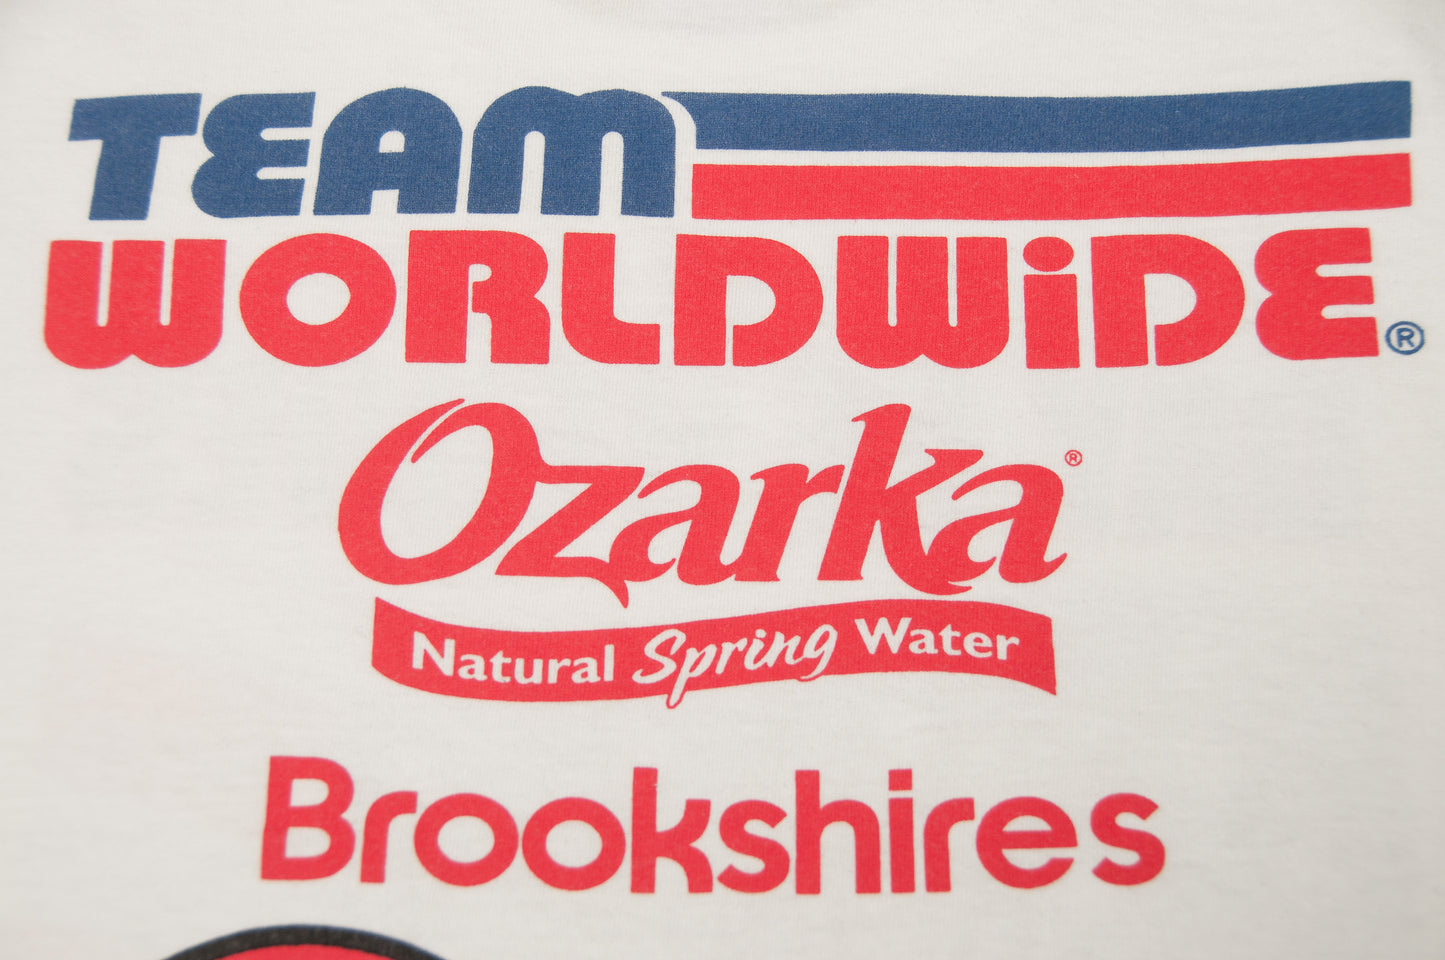 TEAM
WORLDWiDE®
Ozarka®
Natural Spring Water
Brookshires